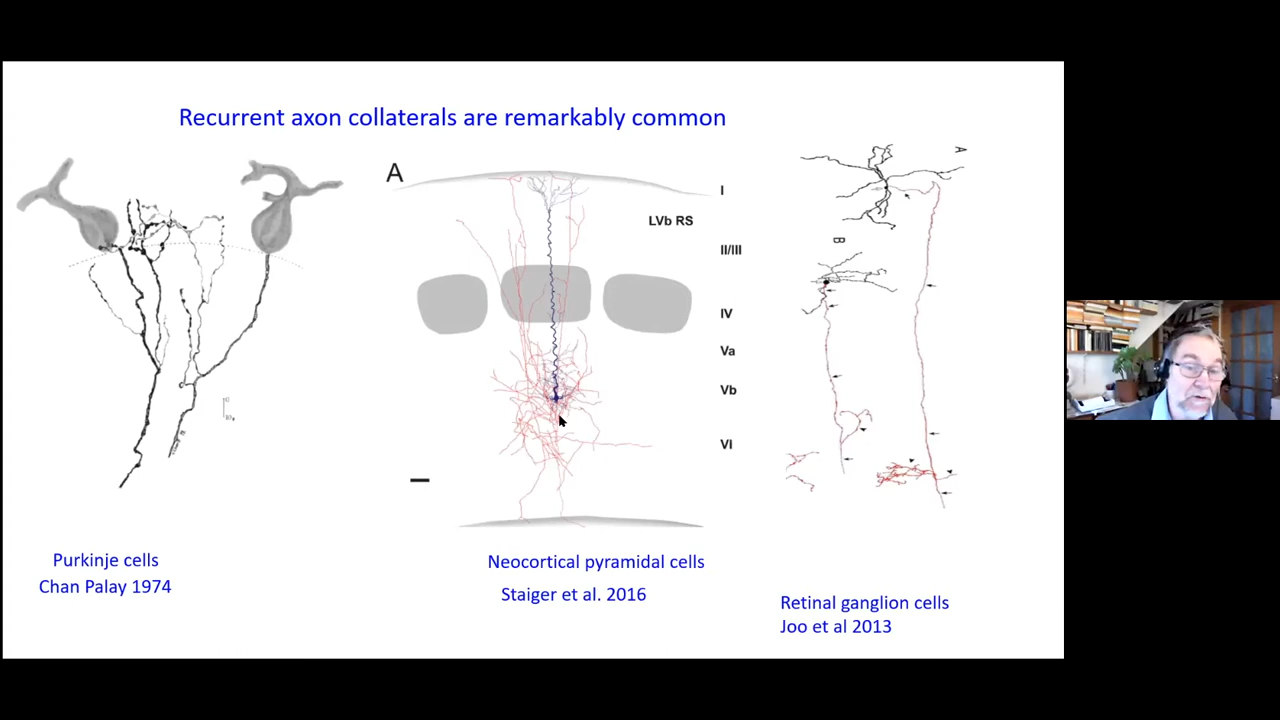 Recurrent axon collaterals are remarkably common
A
I
LVb RS
II/III
IV
Va
Vb
VI
A
B
Purkinje cells
Chan Palay 1974
Neocortical pyramidal cells
Staiger et al. 2016
Retinal ganglion cells
Joo et al 2013